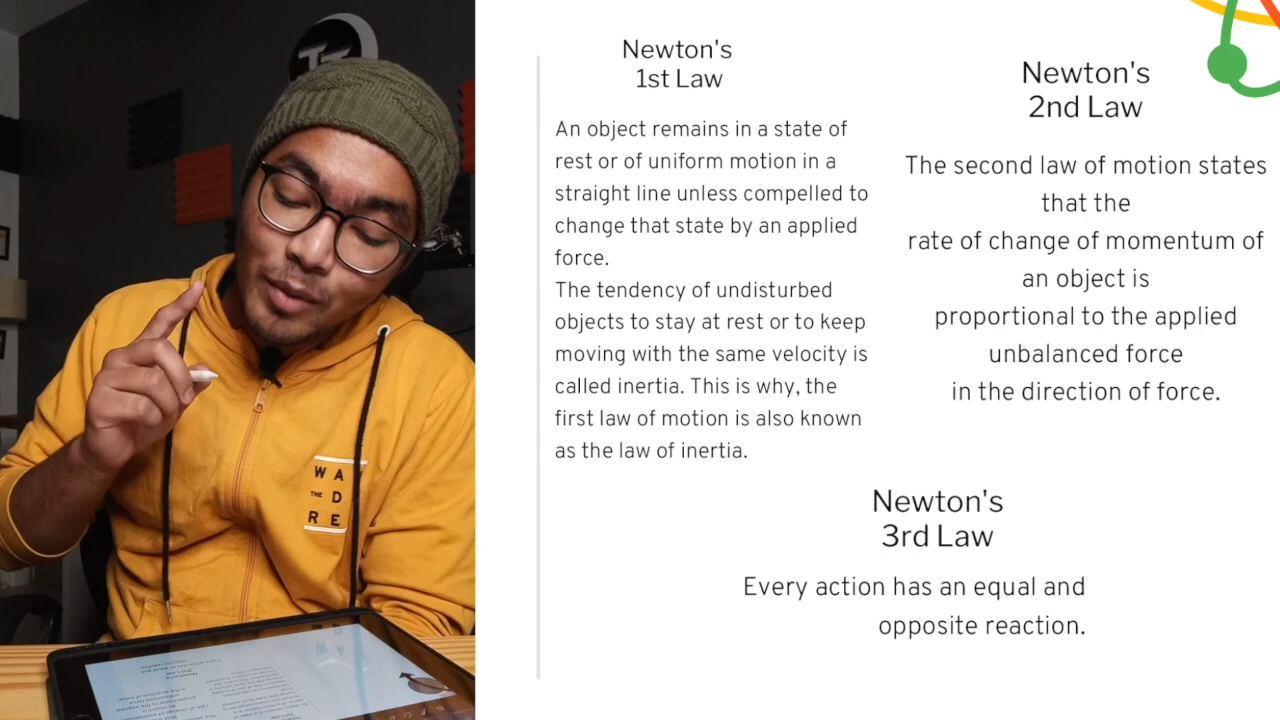 Newton's
1st Law
An object remains in a state of
rest or of uniform motion in a
straight line unless compelled to
change that state by an applied
force.
The tendency of undisturbed
objects to stay at rest or to keep
moving with the same velocity is
called inertia. This is why, the
first law of motion is also known
as the law of inertia.
Newton's
2nd Law
The second law of motion states
that the
rate of change of momentum of
an object is
proportional to the applied
unbalanced force
in the direction of force.
Newton's
3rd Law
Every action has an equal and
opposite reaction.
WA
THE D
RE